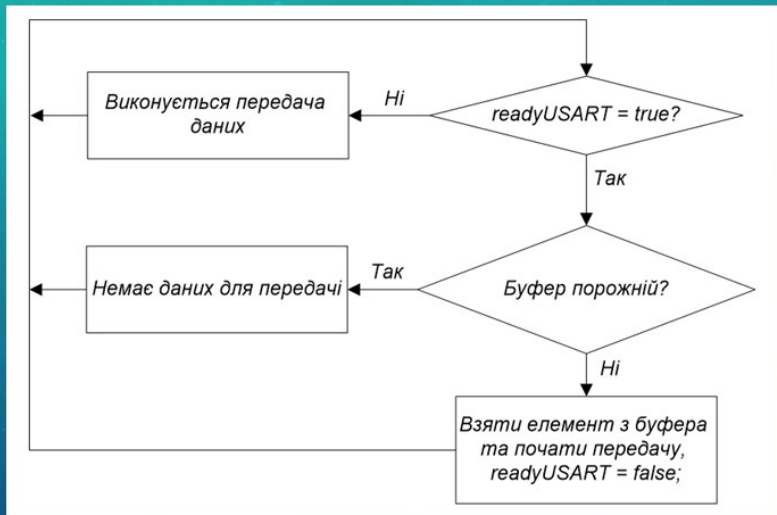 Виконується передача
даних
Ні
readyUSART = true?
Так
Немає даних для передачі
Так
Буфер порожній?
Ні
Взяти елемент з буфера
та почати передачу,
readyUSART = false;